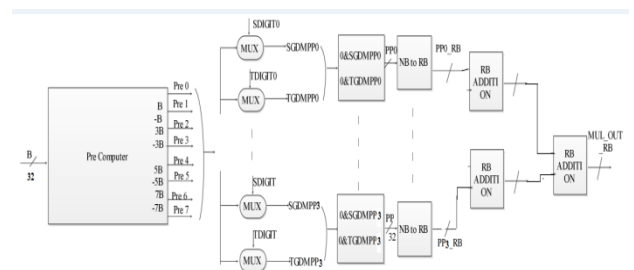 SDIGIT0
MUX
SGDMPP0
TDIGIT0
MUX
TGDMPP0
0&SGDMPP0
0&TGDMPP0
PP0
NB to RB
PP0_RB
RB
ADDITI
ON
B
32
Pre Computer
B
-B
3B
-3B
5B
-5B
7B
-7B
Pre 0
Pre 1
Pre 2
Pre 3
Pre 4
Pre 5
Pre 6
Pre 7
RB
ADDITI
ON
RB
ADDITI
ON
MUL_OUT
_RB
SDIGIT
MUX
SGDMPP3
TDIGIT
MUX
TGDMPP3
0&SGDMPP3
0&TGDMPP3
PP
32
NB to RB
PP3_RB